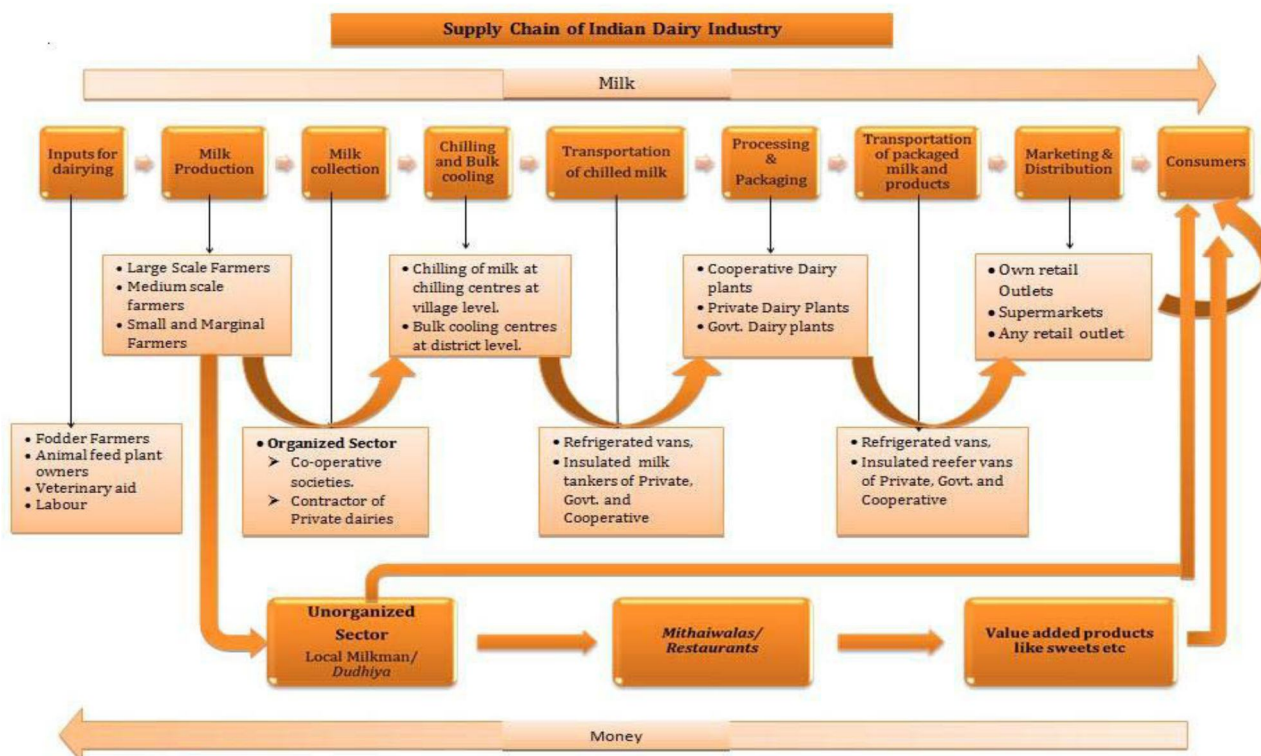 Supply Chain of Indian Dairy Industry
Milk
Inputs for
dairying
Milk
Production
Milk
collection
Chilling
and Bulk
cooling
Transportation
of chilled milk
Processing
&
Packaging
Transportation
of packaged
milk and
products
Marketing &
Distribution
Consumers
• Large Scale Farmers
• Medium scale
farmers
• Small and Marginal
Farmers
• Chilling of milk at
chilling centres at
village level.
• Bulk cooling centres
at district level.
• Cooperative Dairy
plants
• Private Dairy Plants
• Govt. Dairy plants
• Own retail
Outlets
• Supermarkets
• Any retail outlet
• Fodder Farmers
• Animal feed plant
owners
• Veterinary aid
• Labour
• Organized Sector
➤ Co-operative
societies.
➤ Contractor of
Private dairies
• Refrigerated vans,
• Insulated milk
tankers of Private,
Govt. and
Cooperative
• Refrigerated vans,
• Insulated reefer vans
of Private, Govt. and
Cooperative
Unorganized
Sector
Local Milkman/
Dudhiya
Mithaiwalas/
Restaurants
Value added products
like sweets etc
Money